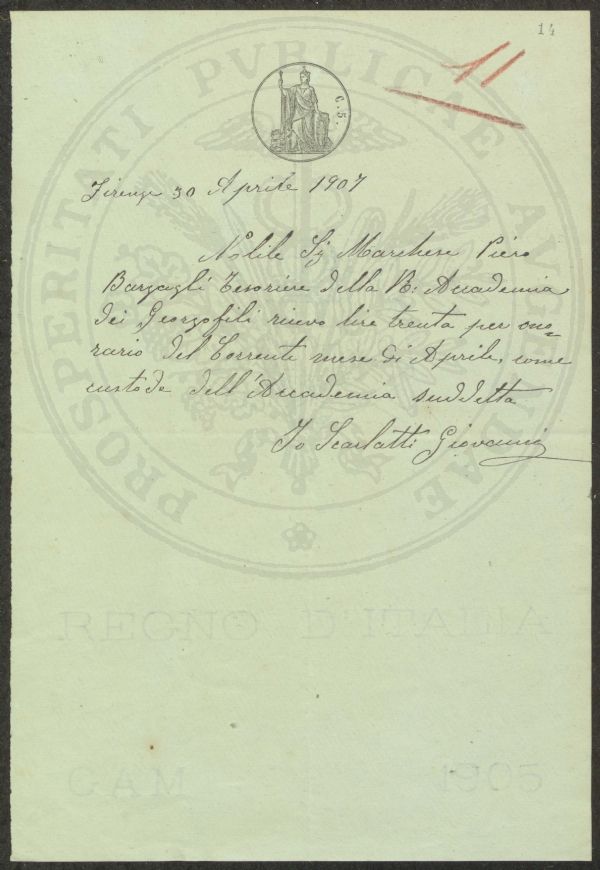 14
11
C. 5.
PROSPERITATI PVBLICAE AVGENDAE
Firenze 30 Aprile 1907
Nobile Sig Marchese Piero
Bargagli Tesoriere della R: Accademia
dei Georgofili ricevo lire trenta per ono=
rario del Corrente mese di Aprile, come
custode dell'Accademia suddetta
Io Scarlatti Giovanni
REGNO D'ITALIA
GAM 1905